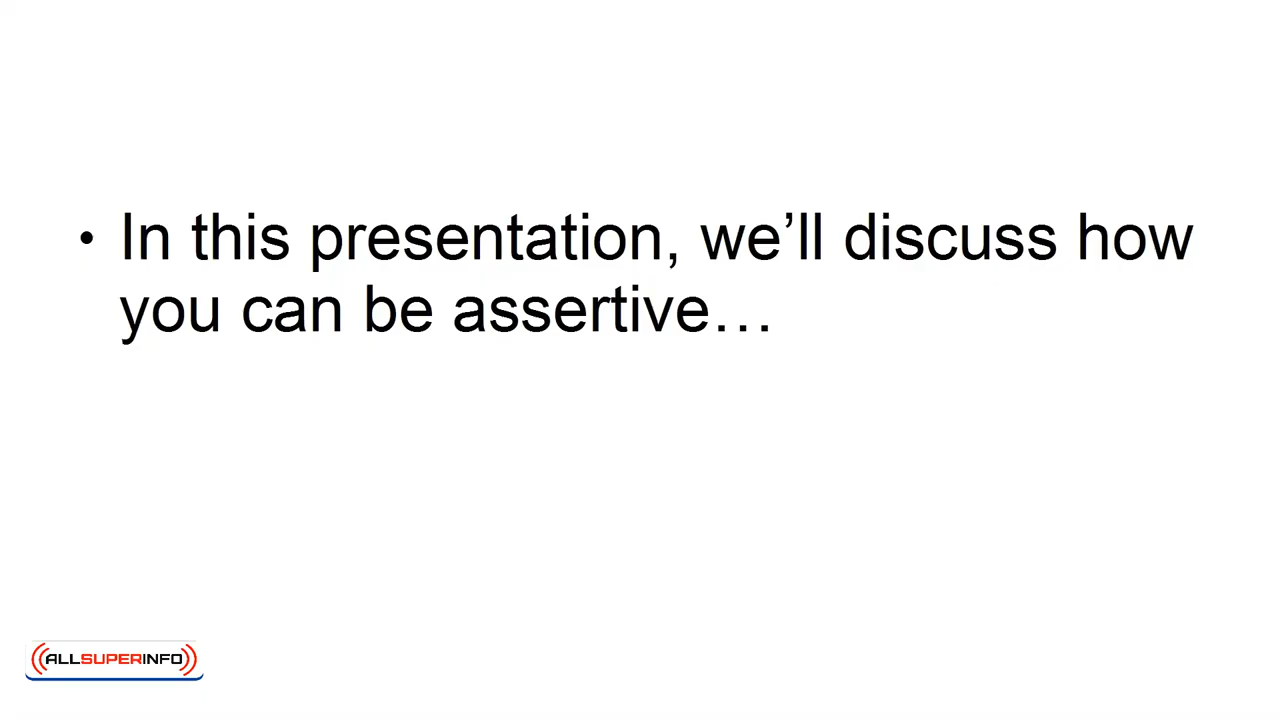 • In this presentation, we’ll discuss how
you can be assertive…
ALLSUPERINFO